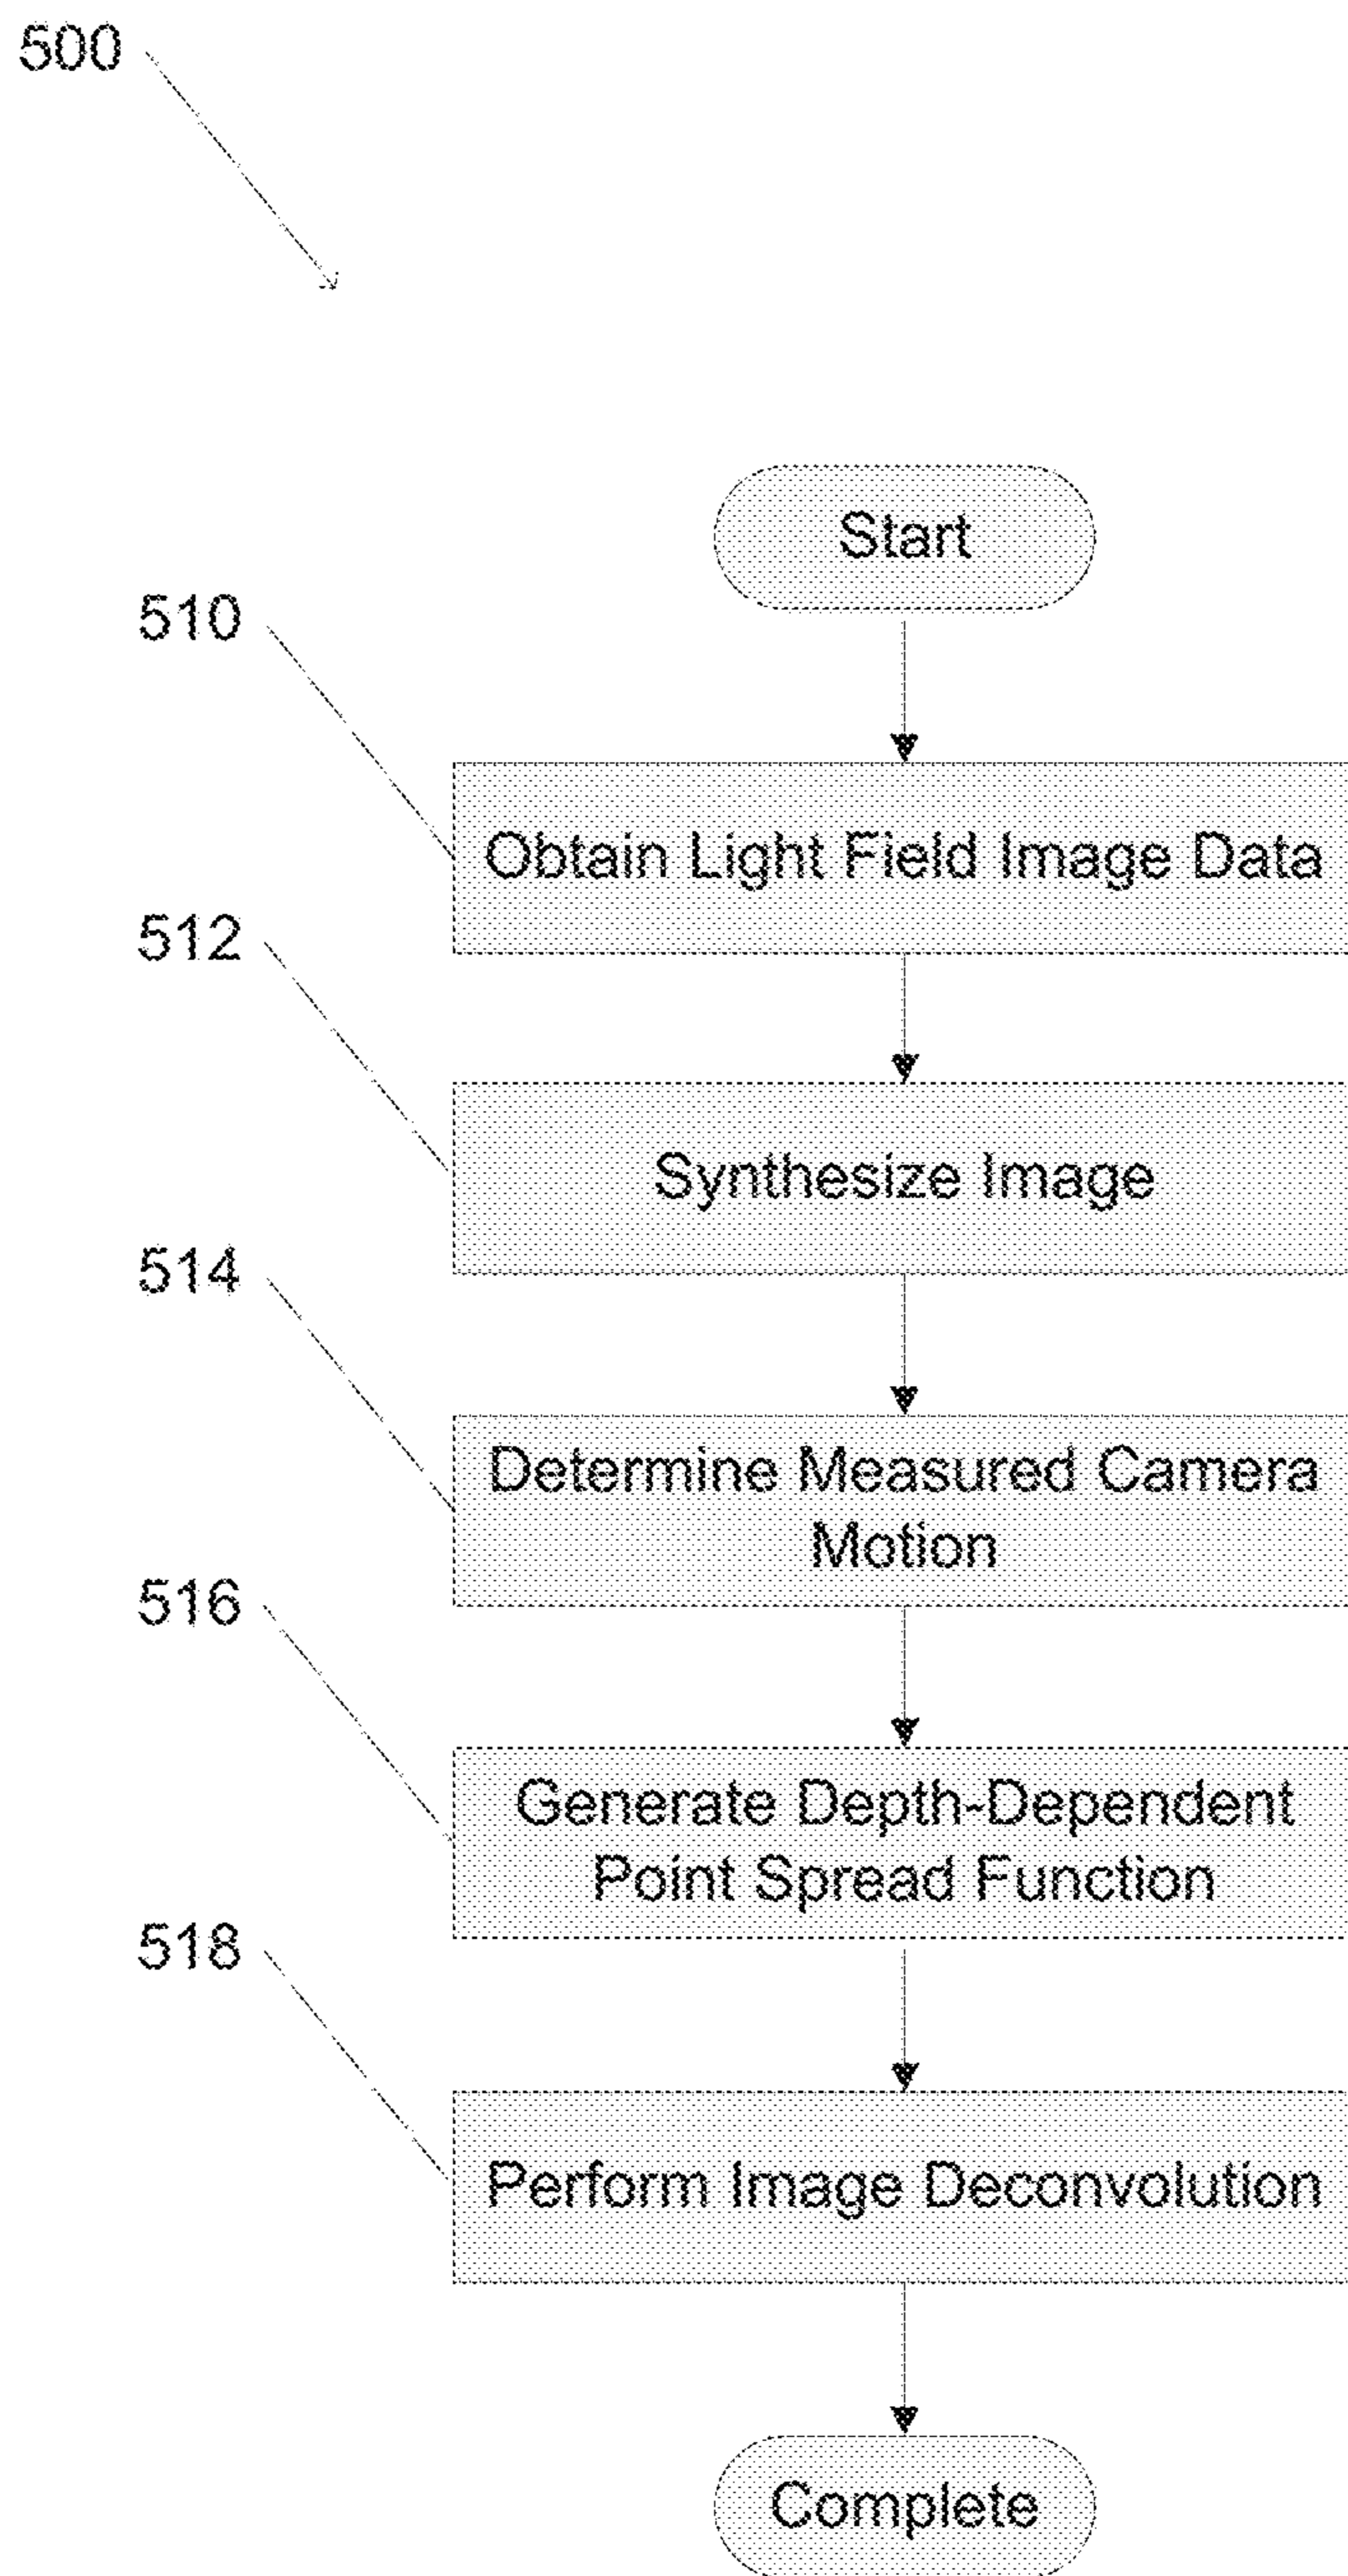 500
Start
510
Obtain Light Field Image Data
512
Synthesize Image
514
Determine Measured Camera
Motion
516
Generate Depth-Dependent
Point Spread Function
518
Perform Image Deconvolution
Complete